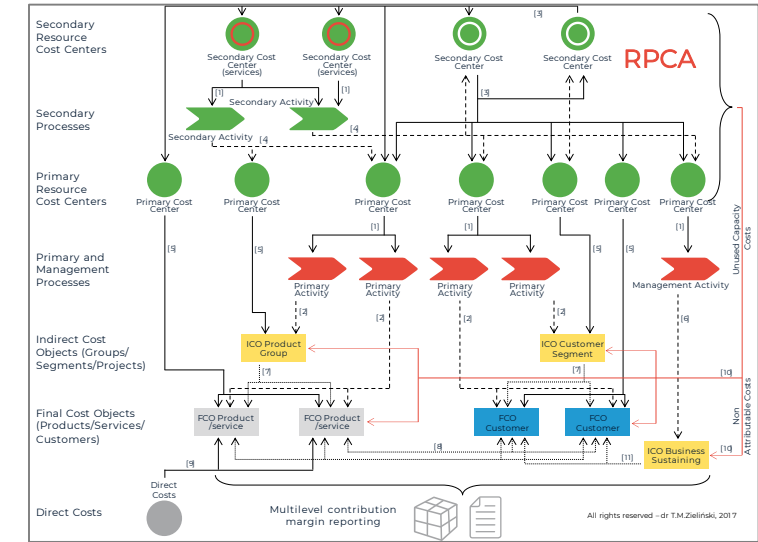 Secondary
Resource
Cost Centers
Secondary Cost
Center
(services)
Secondary Cost
Center
(services)
Secondary Cost
Center
Secondary Cost
Center
[3]
RPCA
[1]
[1]
[3]
Secondary Activity
Secondary
Processes
Secondary Activity
[4]
[4]
Primary
Resource
Cost Centers
Primary Cost
Center
Primary Cost
Center
Primary Cost
Center
Primary Cost
Center
Primary Cost
Center
Primary Cost
Center
Primary Cost
Center
[5]
[5]
[1]
[1]
[5]
[5]
[1]
Unused Capacity
Costs
Primary and
Management
Processes
Primary
Activity
Primary
Activity
Primary
Activity
Primary
Activity
Management Activity
[2]
[2]
[2]
[2]
[6]
Indirect Cost
Objects (Groups/
Segments/Projects)
ICO Product
Group
ICO Customer
Segment
[7]
[7]
[10]
Final Cost Objects
(Products/Services/
Customers)
FCO Product
/service
FCO Product
/service
FCO
Customer
FCO
Customer
Non
Attributable Costs
[8]
[10]
ICO Business
Sustaining
[9]
[11]
Direct
Costs
Direct Costs
Multilevel contribution
margin reporting
All rights reserved – dr T.M.Zieliński, 2017